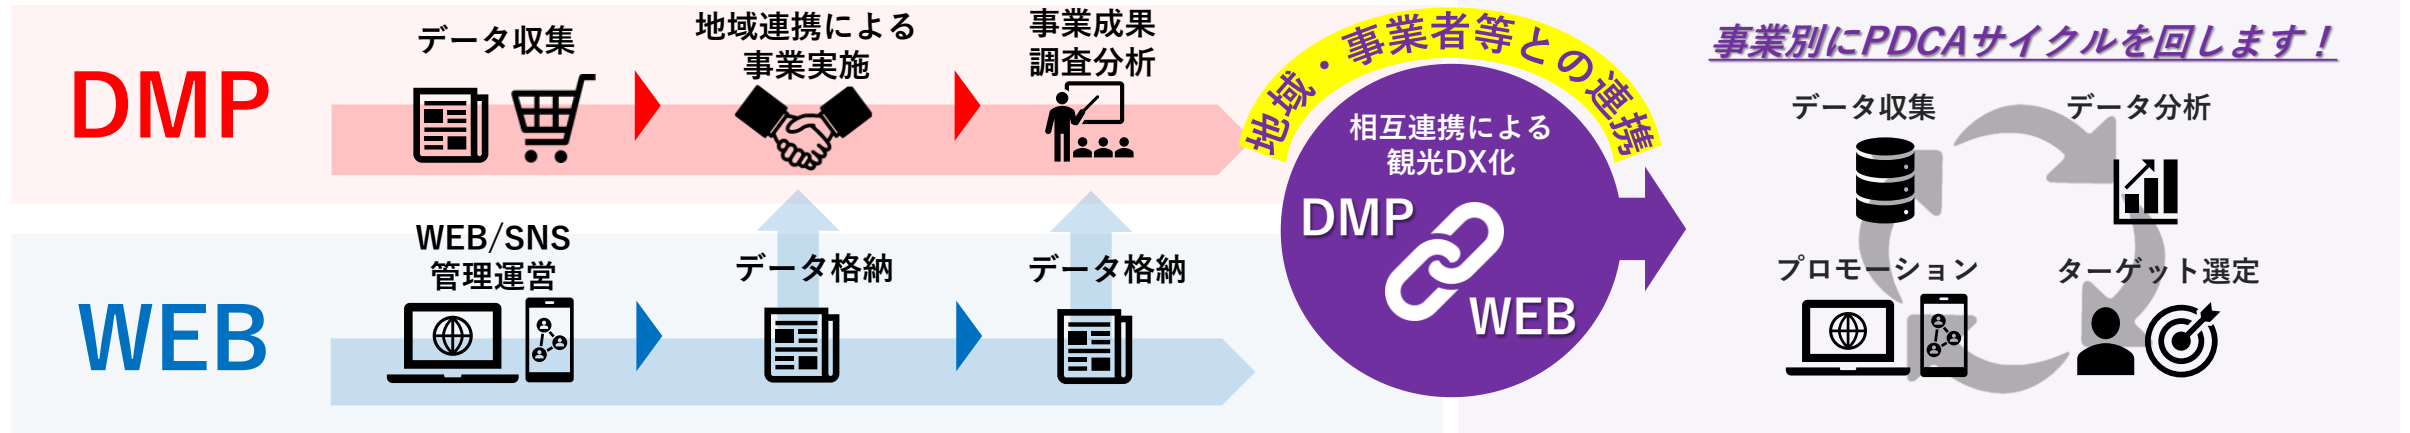 DMP
データ収集
地域連携による
事業実施
事業成果
調査分析
WEB
WEB/SNS
管理運営
データ格納
データ格納
地域・事業者等との連携
相互連携による
観光DX化
DMP
WEB
事業別にPDCAサイクルを回します！
データ収集
データ分析
プロモーション
ターゲット選定